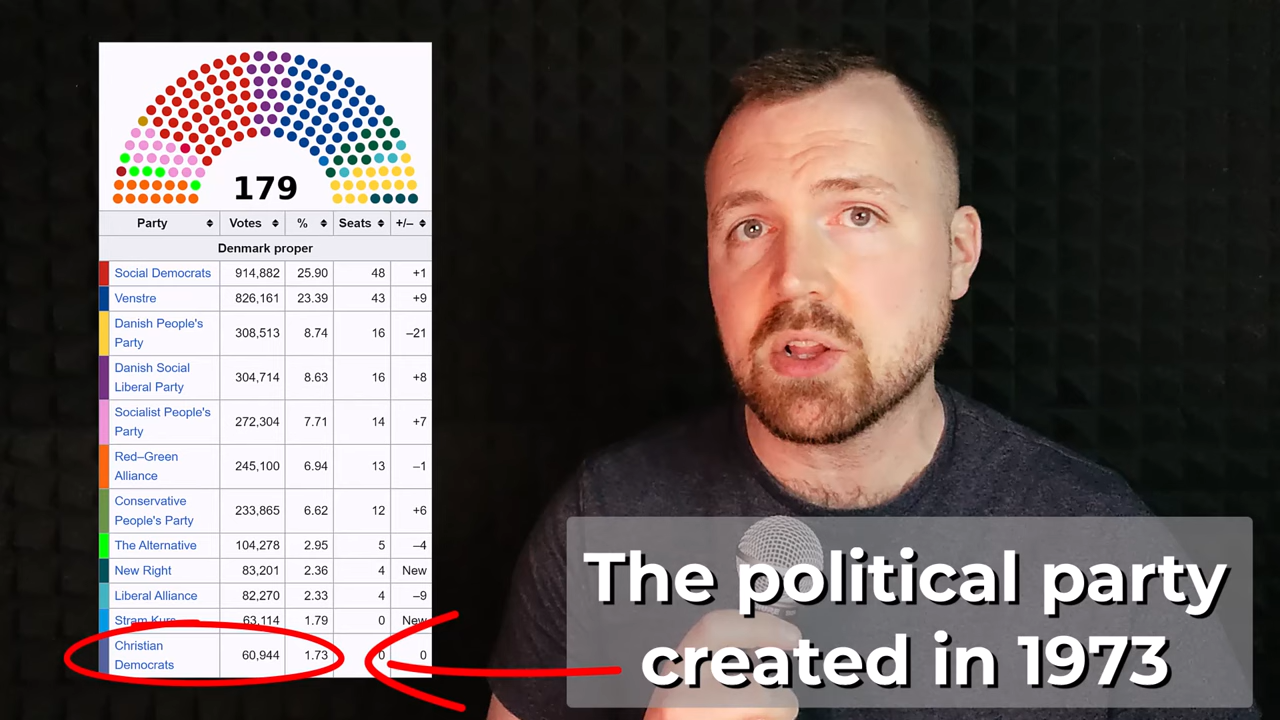 179
Party Votes % Seats +/–
Denmark proper
Social Democrats 914,882 25.90 48 +1
Venstre 826,161 23.39 43 +9
Danish People's
Party 308,513 8.74 16 –21
Danish Social
Liberal Party 304,714 8.63 16 +8
Socialist People's
Party 272,304 7.71 14 +7
Red–Green
Alliance 245,100 6.94 13 –1
Conservative
People's Party 233,865 6.62 12 +6
The Alternative 104,278 2.95 5 –4
New Right 83,201 2.36 4 New
Liberal Alliance 82,270 2.33 4 –9
Stram Kurs 63,114 1.79 0 New
Christian
Democrats 60,944 1.73 0 0
The political party
created in 1973